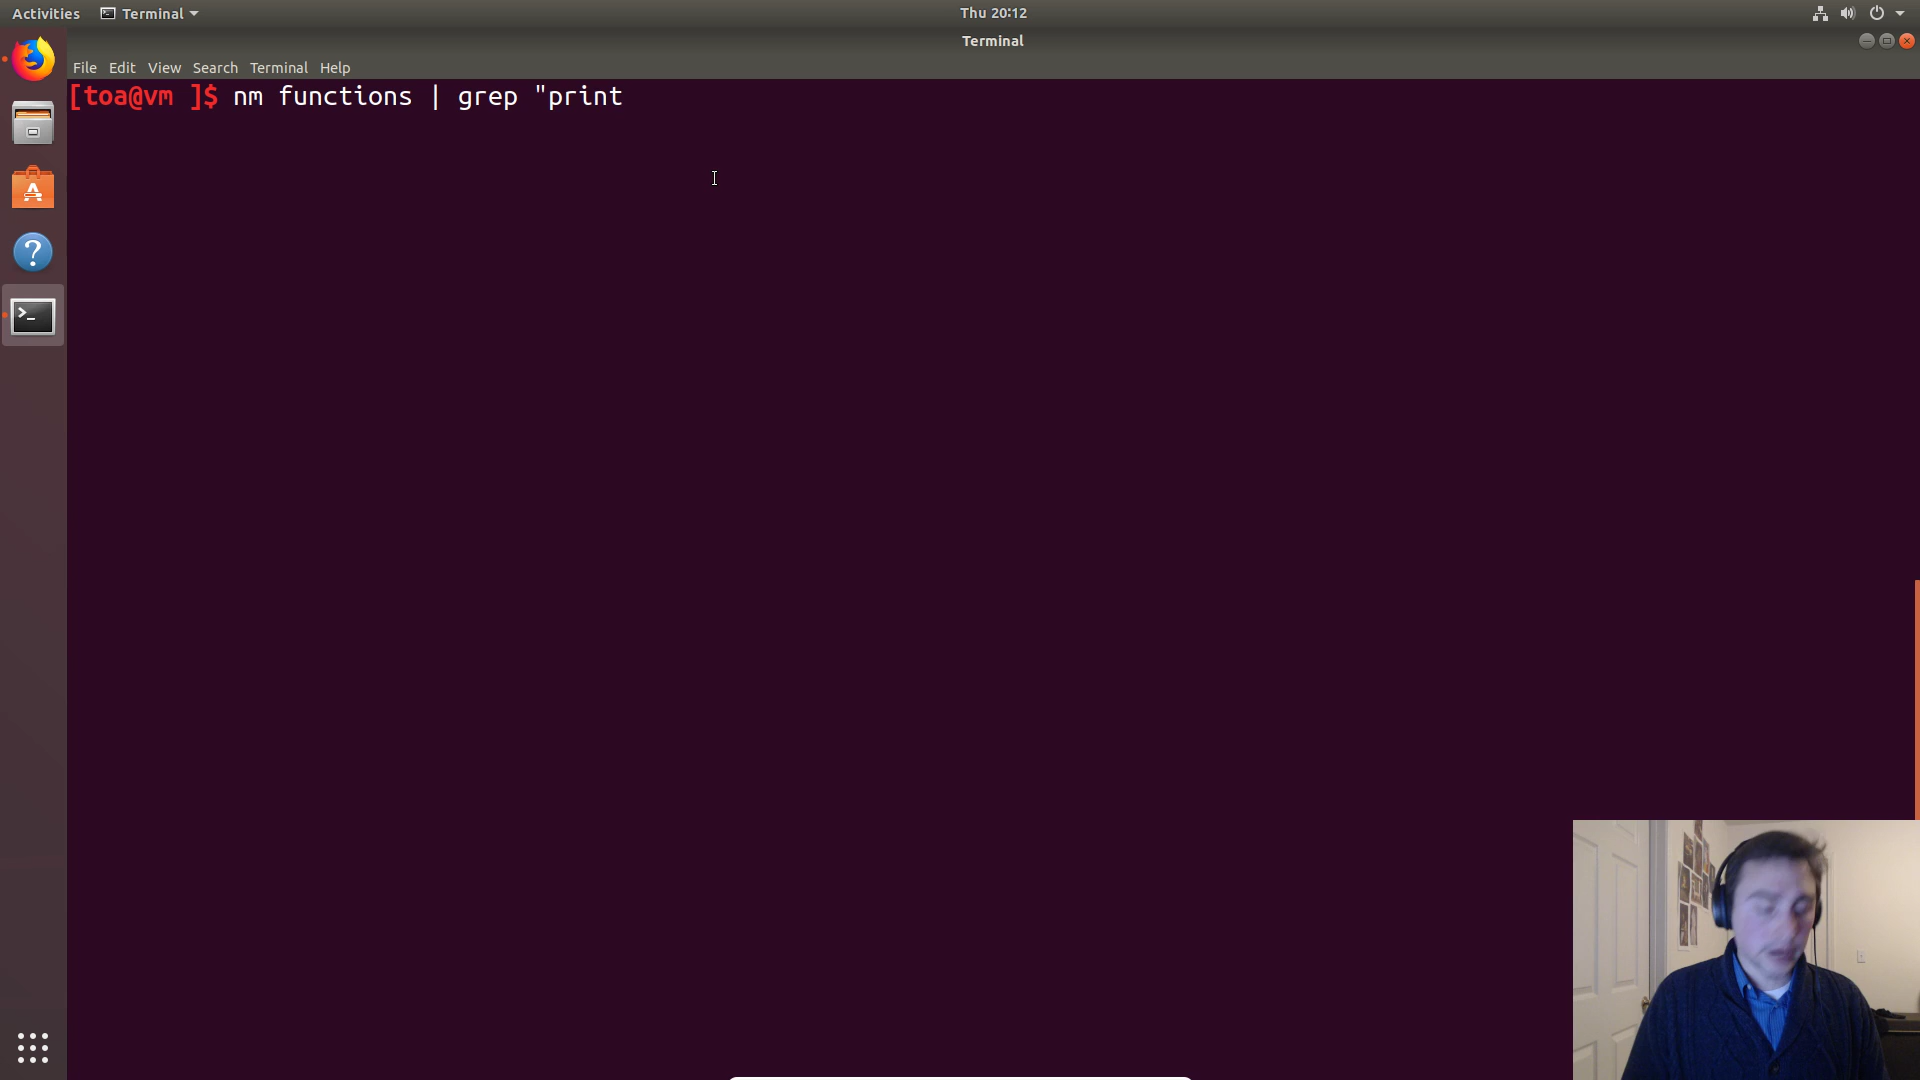 Activities Terminal Thu 20:12
Terminal
File Edit View Search Terminal Help
[toa@vm ]$ nm functions | grep "print